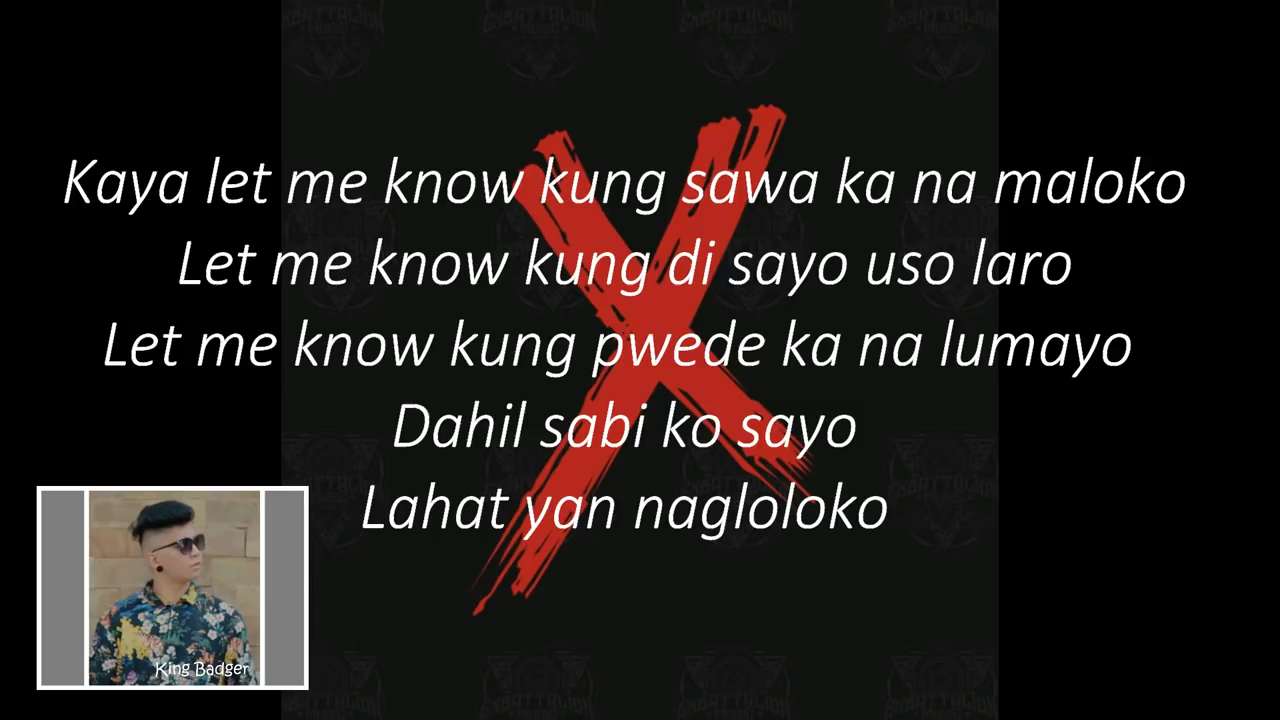 Kaya let me know kung sawa ka na maloko
Let me know kung di sayo uso laro
Let me know kung pwede ka na lumayo
Dahil sabi ko sayo
Lahat yan nagloloko
King Badger